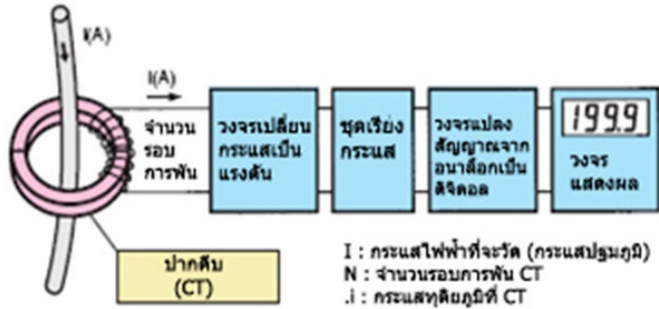 I(A)
i(A)
จำนวน
รอบ
การพัน
วงจรเปลี่ยน
กระแสเป็น
แรงดัน
ชุดเรียง
กระแส
วงจรแปลง
สัญญาณจาก
อนาล็อกเป็น
ดิจิตอล
199.9
วงจร
แสดงผล
ปากคีบ
(CT)
I : กระแสไฟฟ้าที่จะวัด (กระแสปฐมภูมิ)
N : จำนวนรอบการพัน CT
.i : กระแสทุติยภูมิที่ CT